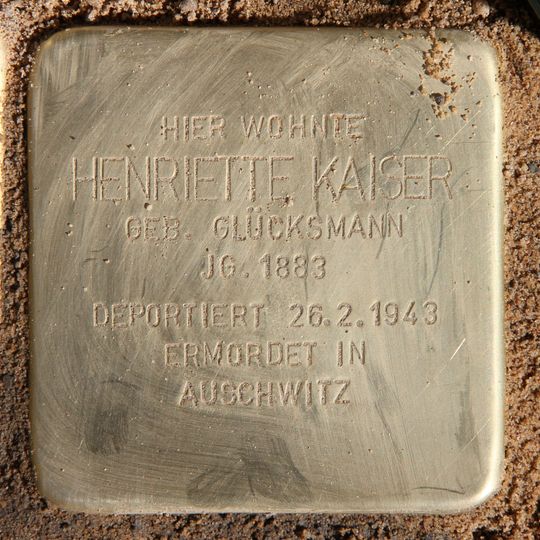 HIER WOHNTE
HENRIETTE KAISER
GEB. GLÜCKSMANN
JG. 1883
DEPORTIERT 26.2.1943
ERMORDET IN
AUSCHWITZ